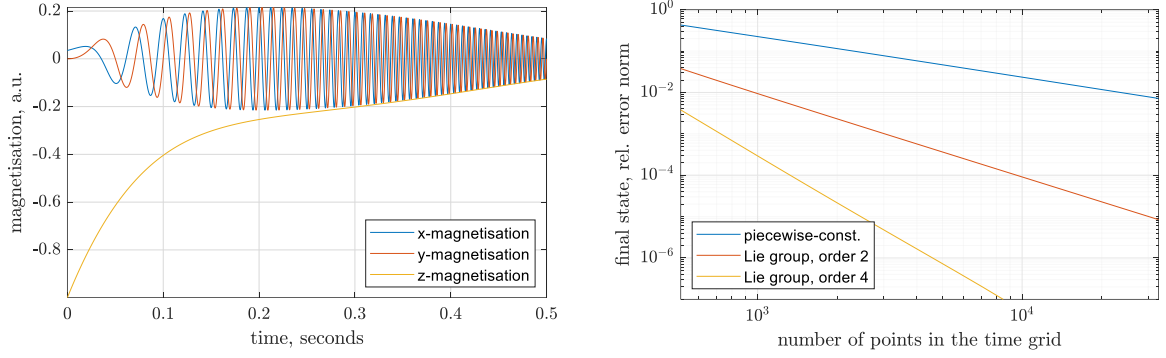 magnetisation, a.u.
0.2
0
-0.2
-0.4
-0.6
-0.8
x-magnetisation
y-magnetisation
z-magnetisation
0 0.1 0.2 0.3 0.4 0.5
time, seconds
final state, rel. error norm
10^0
10^-2
10^-4
10^-6
piecewise-const.
Lie group, order 2
Lie group, order 4
10^3 10^4
number of points in the time grid